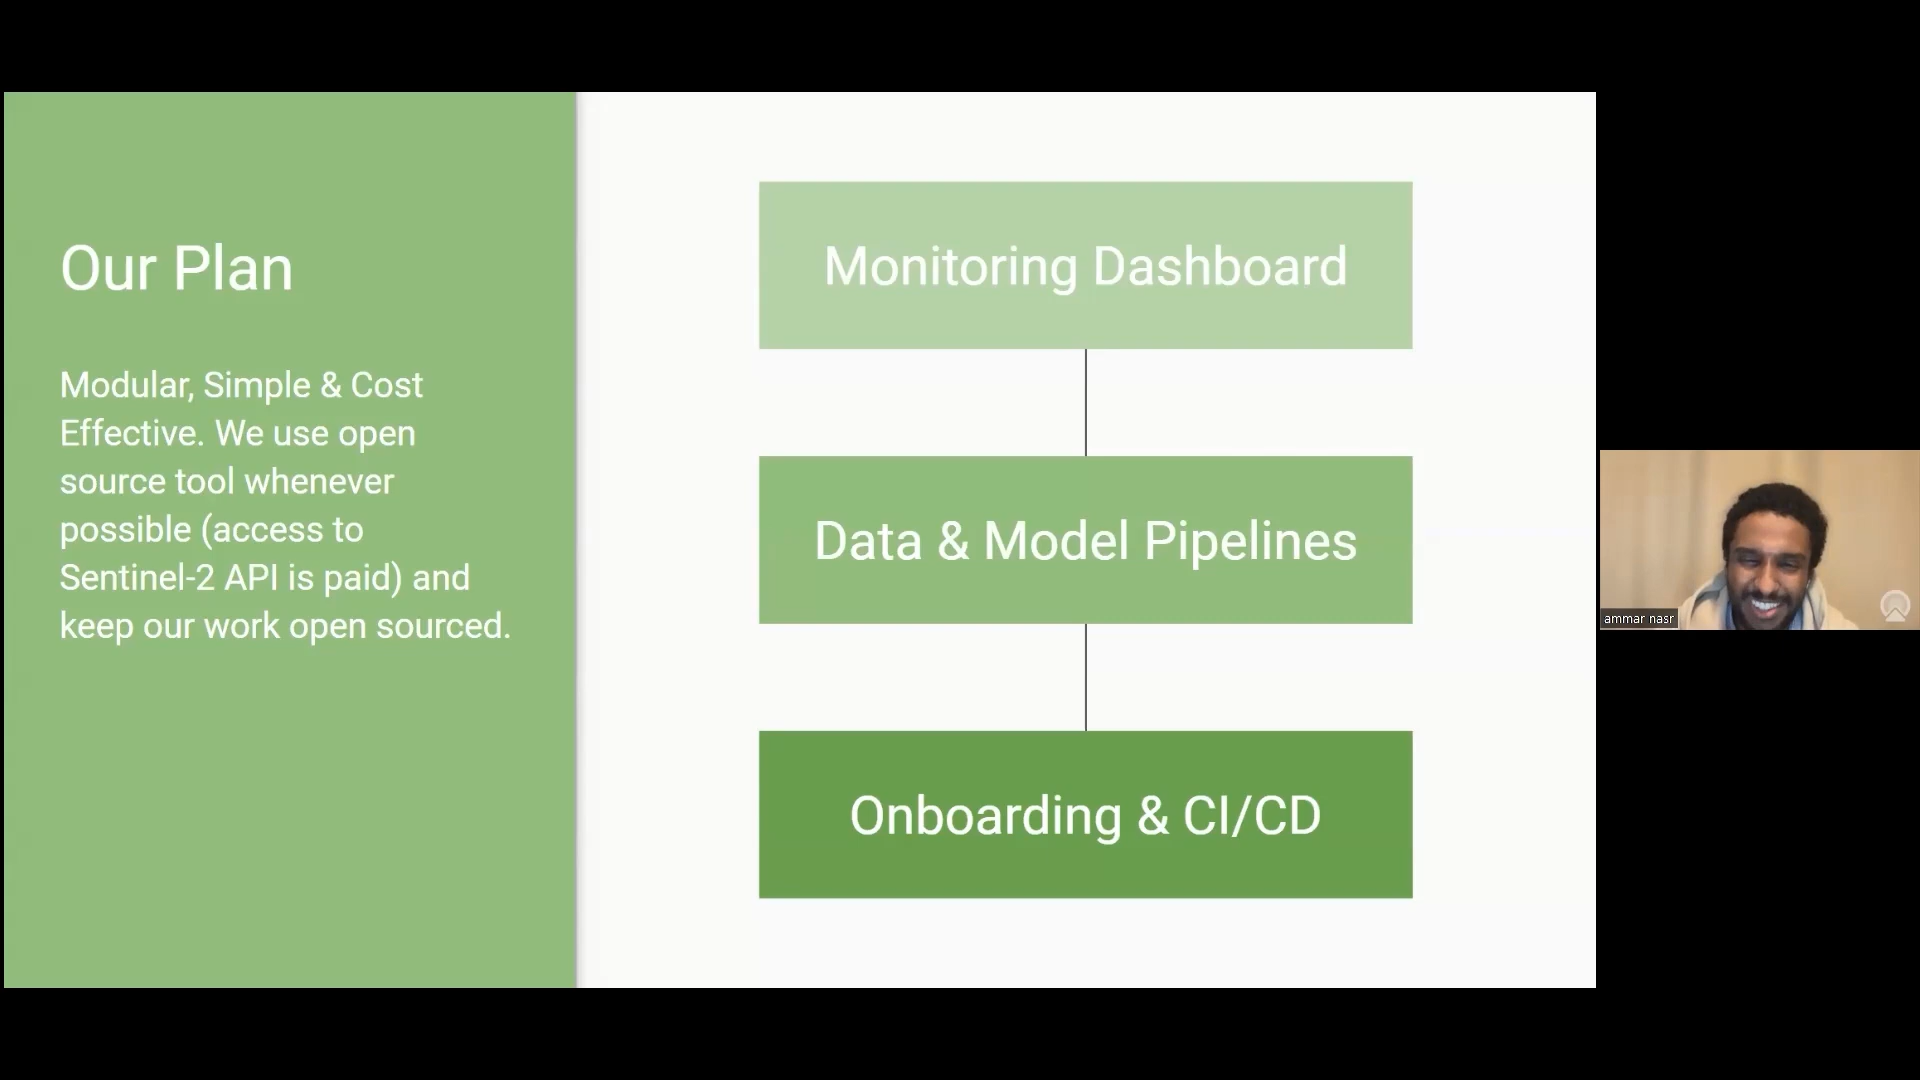 Our Plan
Modular, Simple & Cost
Effective. We use open
source tool whenever
possible (access to
Sentinel-2 API is paid) and
keep our work open sourced.
Monitoring Dashboard
Data & Model Pipelines
Onboarding & CI/CD
ammar nasr